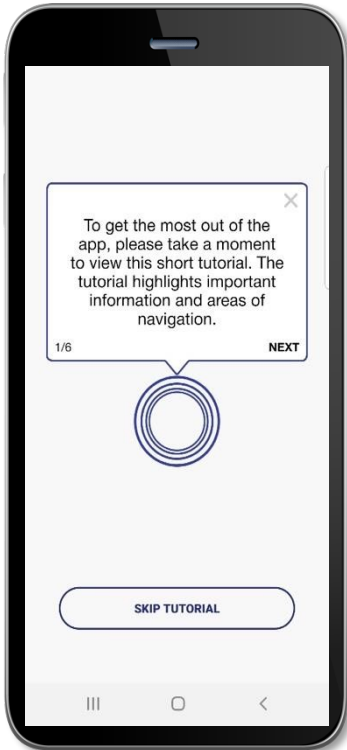 To get the most out of the
app, please take a moment
to view this short tutorial. The
tutorial highlights important
information and areas of
navigation.
1/6 NEXT
SKIP TUTORIAL